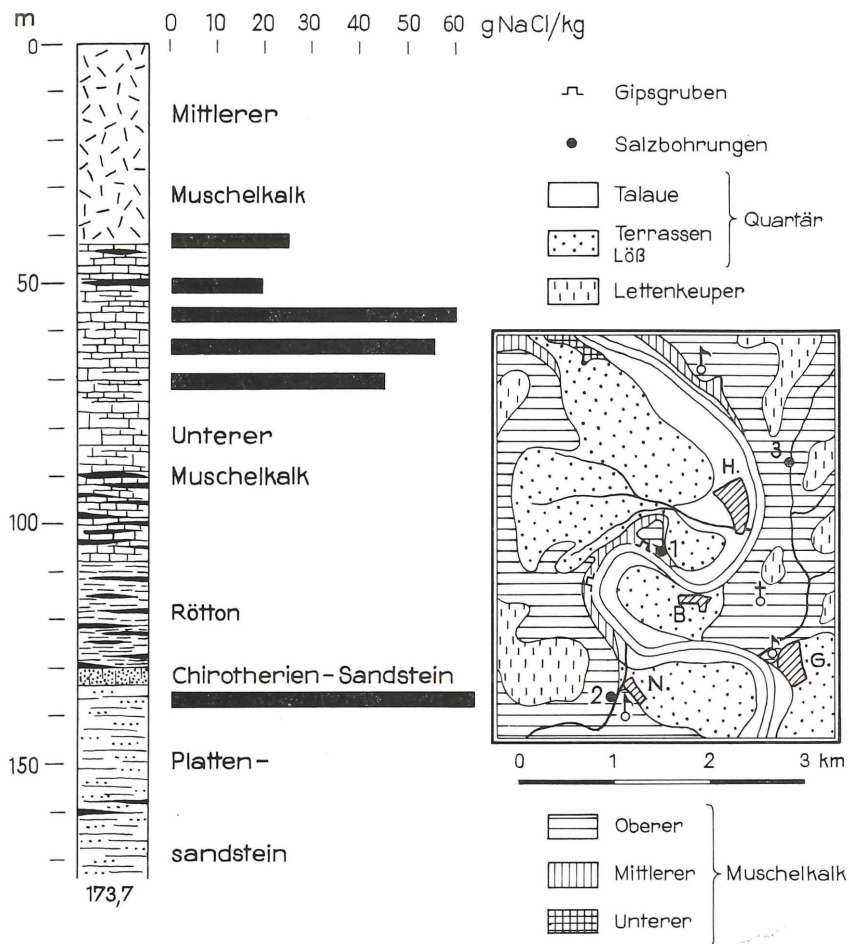 m
0 10 20 30 40 50 60 g NaCl/kg
0
50
100
150
173,7
Mittlerer
Muschelkalk
Unterer
Muschelkalk
Rötton
Chirotherien-Sandstein
Platten-
sandstein
Gipsgruben
Salzbohrungen
Talaue
Terrassen
Löß
Quartär
Lettenkeuper
H.
3
1
B.
G.
N.
2
0 1 2 3 km
Oberer
Mittlerer
Unterer
Muschelkalk